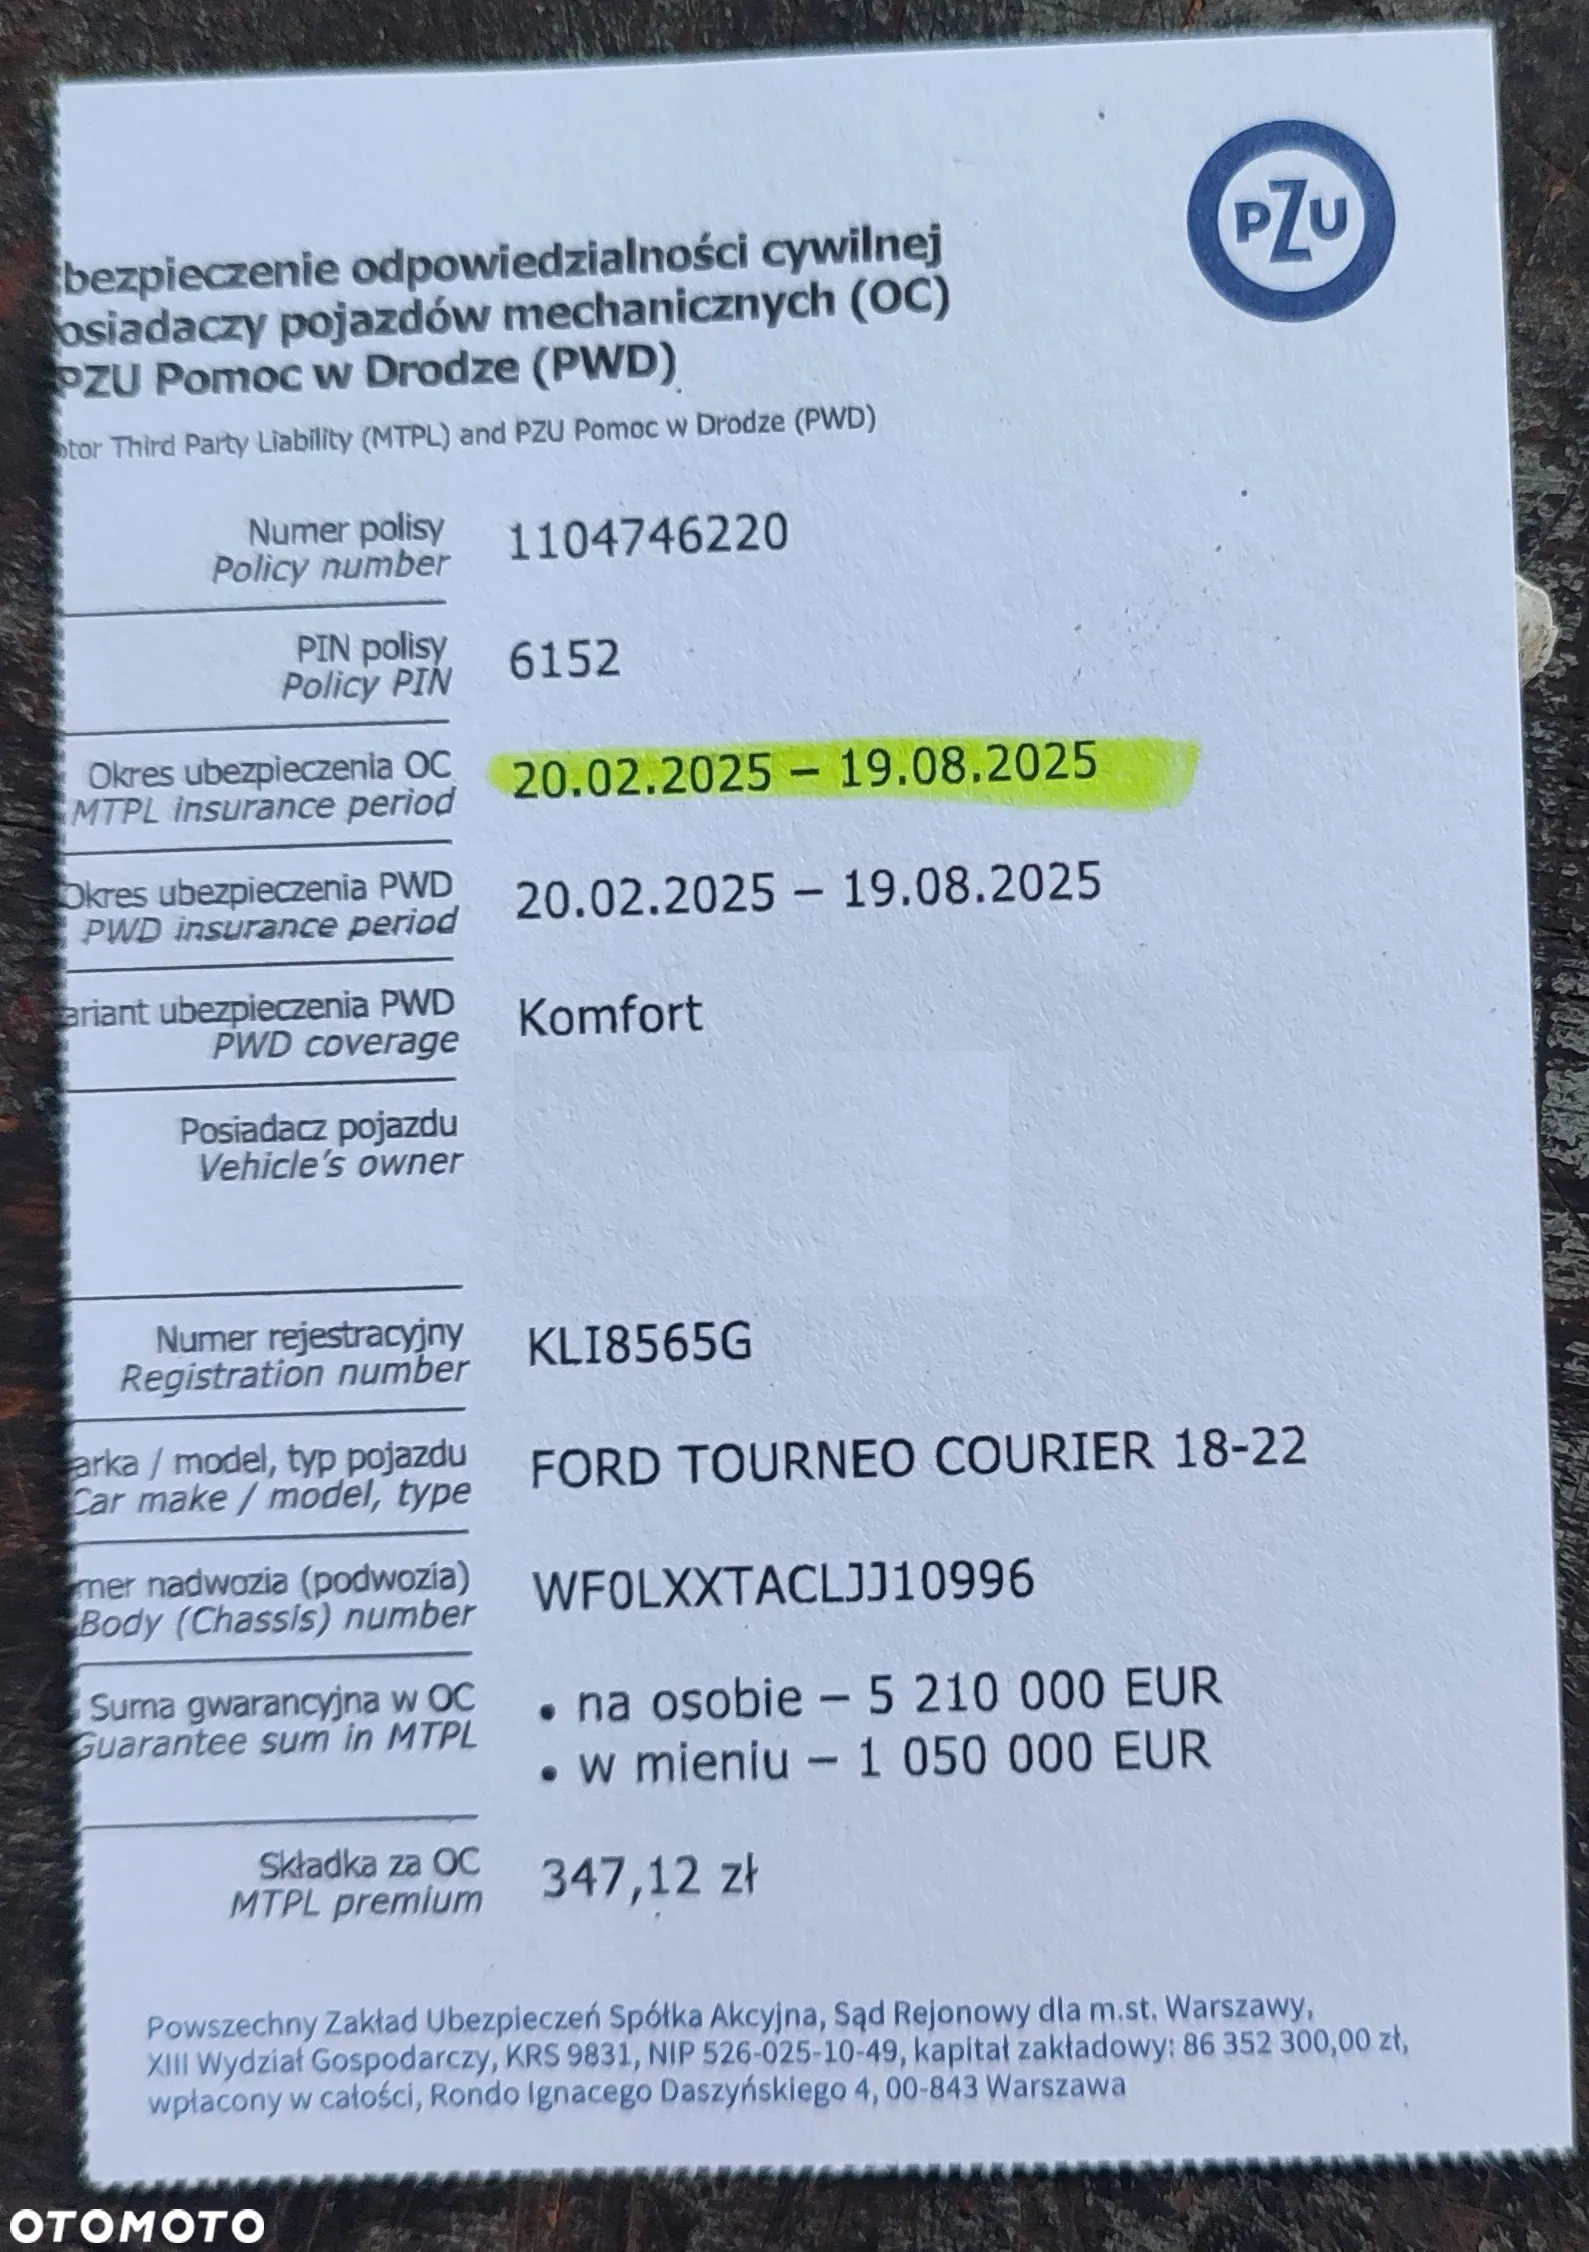 PZU
bezpieczenie odpowiedzialności cywilnej
osiadaczy pojazdów mechanicznych (OC)
PZU Pomoc w Drodze (PWD)
otor Third Party Liability (MTPL) and PZU Pomoc w Drodze (PWD)
Numer polisy
Policy number
1104746220
PIN polisy
Policy PIN
6152
Okres ubezpieczenia OC
MTPL insurance period
20.02.2025 – 19.08.2025
Okres ubezpieczenia PWD
PWD insurance period
20.02.2025 – 19.08.2025
ariant ubezpieczenia PWD
PWD coverage
Komfort
Posiadacz pojazdu
Vehicle's owner
Numer rejestracyjny
Registration number
KLI8565G
arka / model, typ pojazdu
Car make / model, type
FORD TOURNEO COURIER 18-22
mer nadwozia (podwozia)
Body (Chassis) number
WF0LXXTACLJJ10996
Suma gwarancyjna w OC
Guarantee sum in MTPL
• na osobie – 5 210 000 EUR
• w mieniu – 1 050 000 EUR
Składka za OC
MTPL premium
347,12 zł
Powszechny Zakład Ubezpieczeń Spółka Akcyjna, Sąd Rejonowy dla m.st. Warszawy,
XIII Wydział Gospodarczy, KRS 9831, NIP 526-025-10-49, kapitał zakładowy: 86 352 300,00 zł,
wpłacony w całości, Rondo Ignacego Daszyńskiego 4, 00-843 Warszawa
OTOMOTO